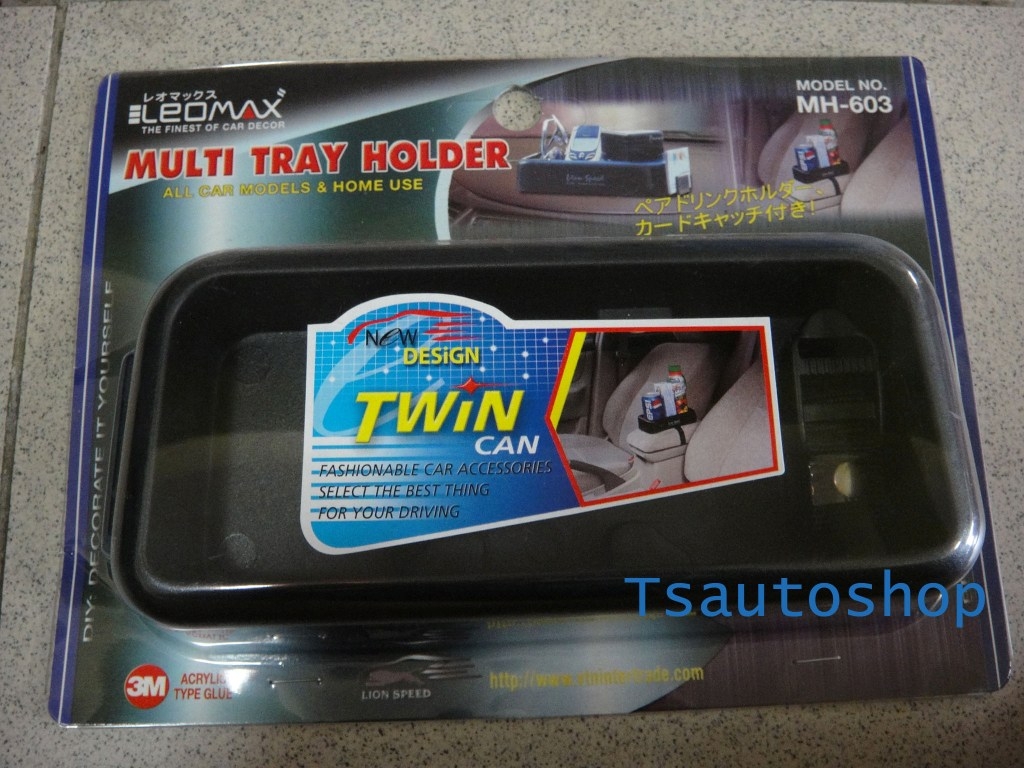 レオマックス
LEOMAX
THE FINEST OF CAR DECOR
MODEL NO.
MH-603
MULTI TRAY HOLDER
ALL CAR MODELS & HOME USE
ペアドリンクホルダー、
カードキャッチ付き!
DIY: DECORATE IT YOURSELF
NEW
DESIGN
TWIN
CAN
FASHIONABLE CAR ACCESSORIES
SELECT THE BEST THING
FOR YOUR DRIVING
PEPSI
Tsautoshop
3M
ACRYLIC
TYPE GLUE
LION SPEED